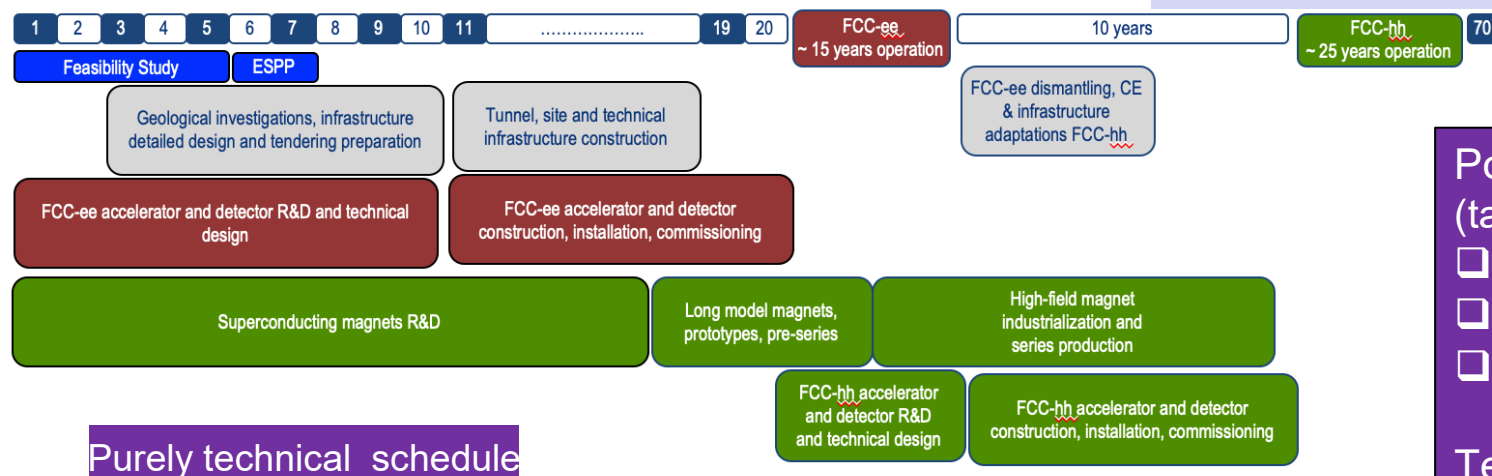 1 2 3 4 5 6 7 8 9 10 11 ................... 19 20
FCC-ee
~ 15 years operation
10 years
FCC-hh
~ 25 years operation
70
Feasibility Study
ESPP
Geological investigations, infrastructure
detailed design and tendering preparation
Tunnel, site and technical
infrastructure construction
FCC-ee dismantling, CE
& infrastructure
adaptations FCC-hh
FCC-ee accelerator and detector R&D and technical
design
FCC-ee accelerator and detector
construction, installation, commissioning
Superconducting magnets R&D
Long model magnets,
prototypes, pre-series
High-field magnet
industrialization and
series production
FCC-hh accelerator
and detector R&D
and technical design
FCC-hh accelerator and detector
construction, installation, commissioning
Purely technical schedule